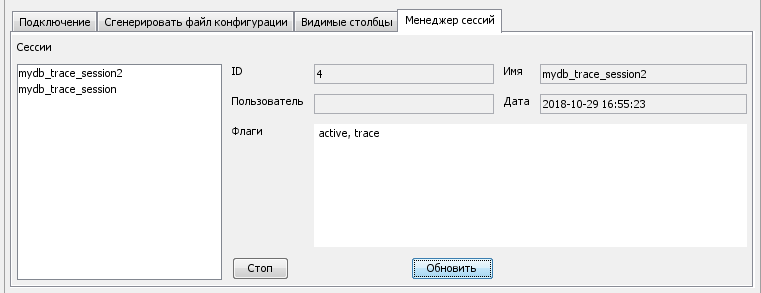 Подключение Сгенерировать файл конфигурации Видимые столбцы Менеджер сессий
Сессии
mydb_trace_session2
mydb_trace_session
ID 4 Имя mydb_trace_session2
Пользователь Дата 2018-10-29 16:55:23
Флаги active, trace
Стоп Обновить